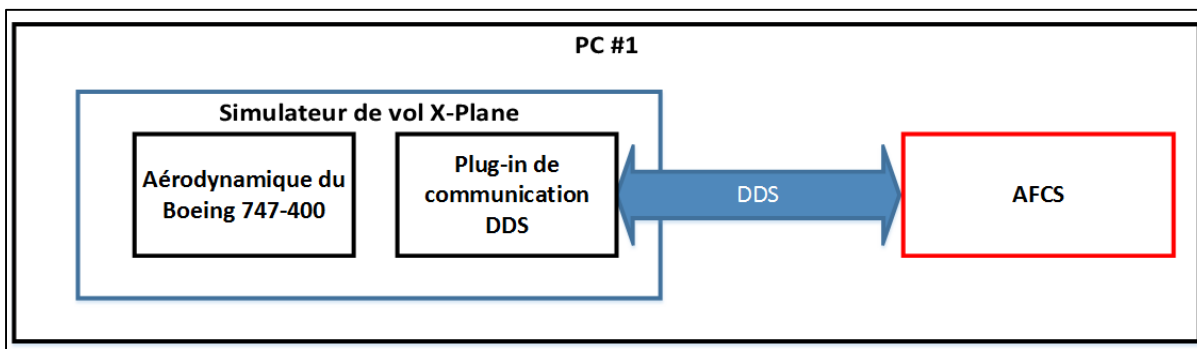 PC #1
Simulateur de vol X-Plane
Aérodynamique du
Boeing 747-400
Plug-in de
communication
DDS
DDS
AFCS